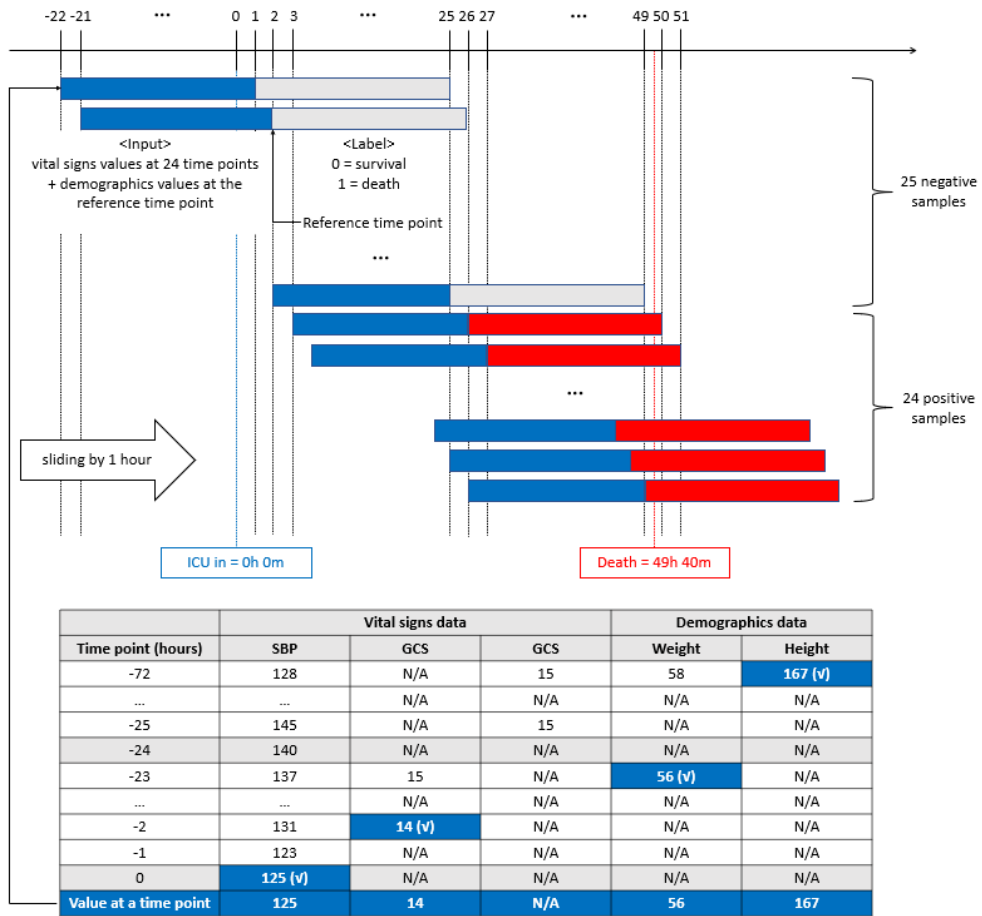 -22 -21 ... 0 1 2 3 ... 25 26 27 ... 49 50 51
<Input>
vital signs values at 24 time points
+ demographics values at the
reference time point
<Label>
0 = survival
1 = death
25 negative
samples
Reference time point
...
24 positive
samples
...
sliding by 1 hour
ICU in = 0h 0m
Death = 49h 40m
Vital signs data Demographics data
Time point (hours) SBP GCS GCS Weight Height
-72 128 N/A 15 58 167 (√)
... ... N/A N/A N/A N/A
-25 145 N/A 15 N/A N/A
-24 140 N/A N/A N/A N/A
-23 137 15 N/A 56 (√) N/A
... ... N/A N/A N/A N/A
-2 131 14 (√) N/A N/A N/A
-1 123 N/A N/A N/A N/A
0 125 (√) N/A N/A N/A N/A
Value at a time point 125 14 N/A 56 167